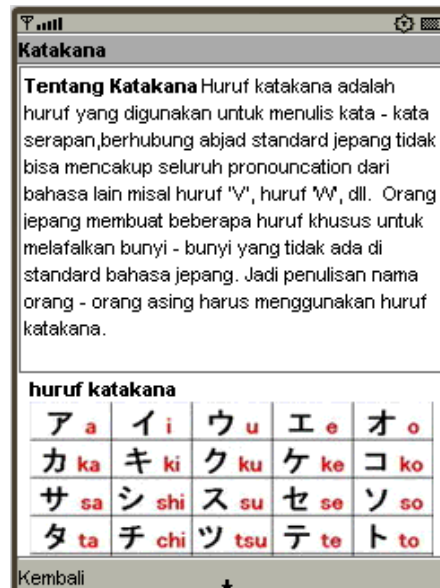 Katakana
Tentang Katakana Huruf katakana adalah
huruf yang digunakan untuk menulis kata - kata
serapan,berhubung abjad standard jepang tidak
bisa mencakup seluruh pronouncation dari
bahasa lain misal huruf 'V', huruf 'W', dll. Orang
jepang membuat beberapa huruf khusus untuk
melafalkan bunyi - bunyi yang tidak ada di
standard bahasa jepang. Jadi penulisan nama
orang - orang asing harus menggunakan huruf
katakana.
huruf katakana
ア a イ i ウ u エ e オ o
カ ka キ ki ク ku ケ ke コ ko
サ sa シ shi ス su セ se ソ so
タ ta チ chi ツ tsu テ te ト to
Kembali